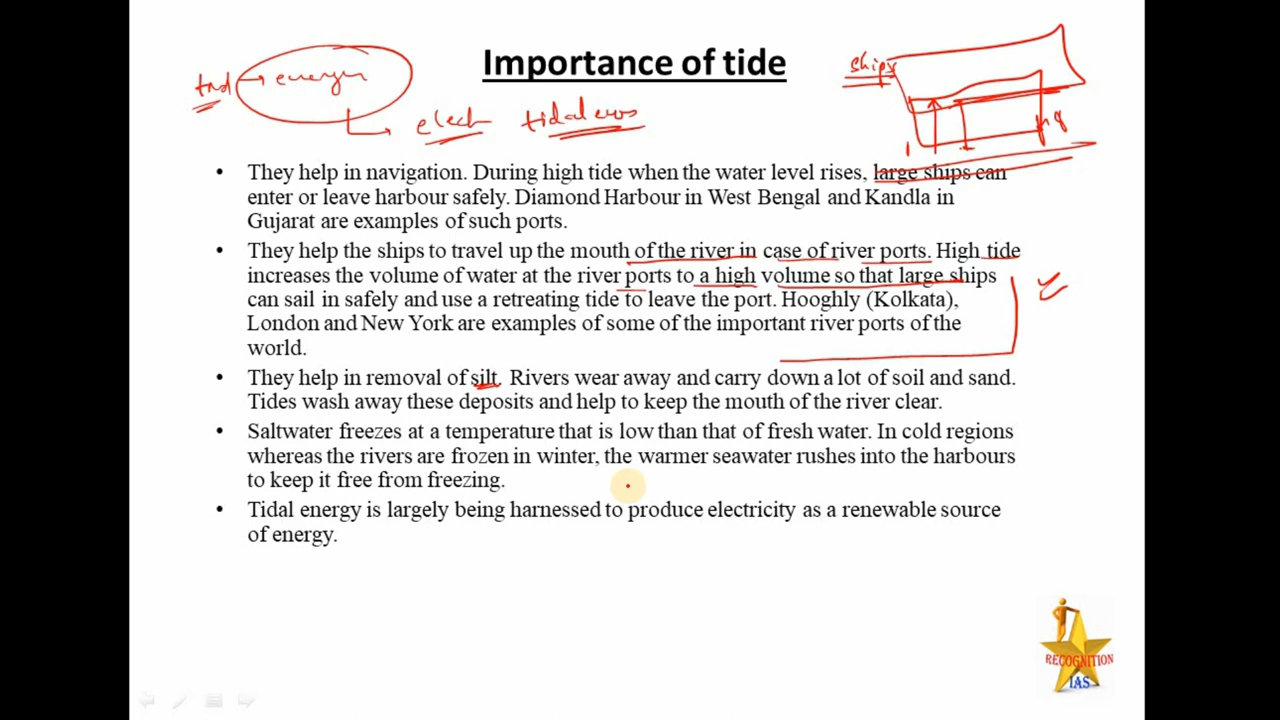 Importance of tide
ships
energy
elect
• They help in navigation. During high tide when the water level rises, large ships can
enter or leave harbour safely. Diamond Harbour in West Bengal and Kandla in
Gujarat are examples of such ports.
• They help the ships to travel up the mouth of the river in case of river ports. High tide
increases the volume of water at the river ports to a high volume so that large ships
can sail in safely and use a retreating tide to leave the port. Hooghly (Kolkata),
London and New York are examples of some of the important river ports of the
world.
• They help in removal of silt. Rivers wear away and carry down a lot of soil and sand.
Tides wash away these deposits and help to keep the mouth of the river clear.
• Saltwater freezes at a temperature that is low than that of fresh water. In cold regions
whereas the rivers are frozen in winter, the warmer seawater rushes into the harbours
to keep it free from freezing.
• Tidal energy is largely being harnessed to produce electricity as a renewable source
of energy.
RECOGNITION
IAS